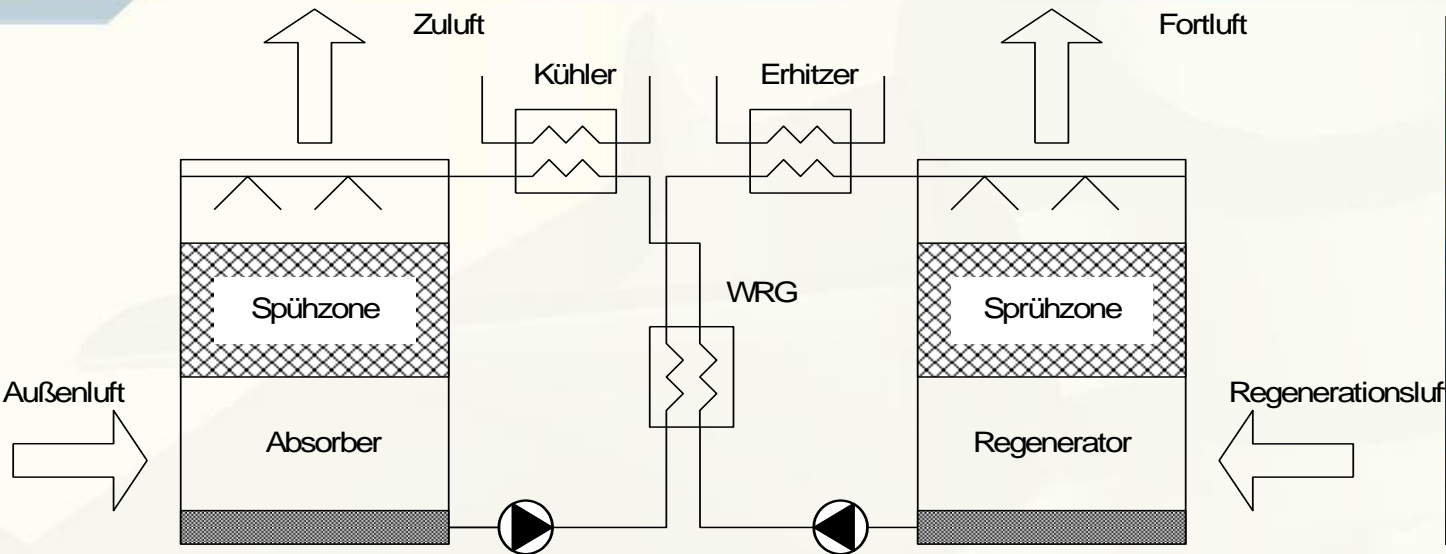 Zuluft
Fortluft
Kühler
Erhitzer
WRG
Spühzone
Sprühzone
Außenluft
Regenerationsluf
Absorber
Regenerator